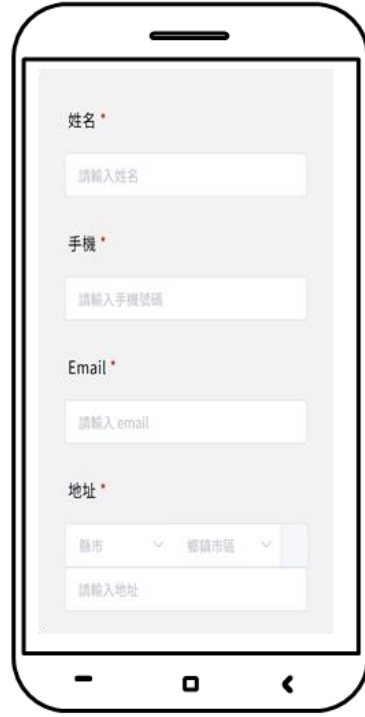 姓名 *
請輸入姓名
手機 *
請輸入手機號碼
Email *
請輸入 email
地址 *
縣市 鄉鎮市區
請輸入地址